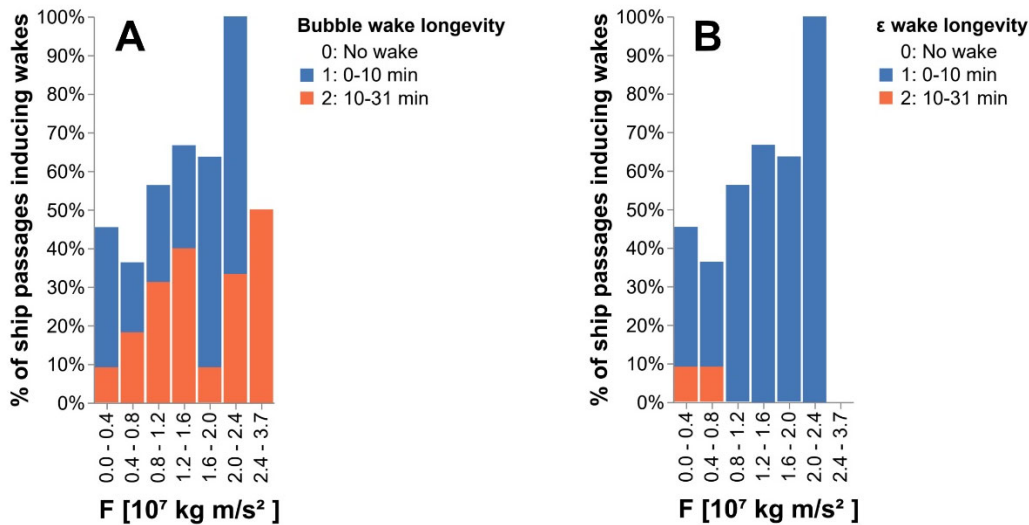 A
% of ship passages inducing wakes
100%
90%
80%
70%
60%
50%
40%
30%
20%
10%
0%
0.0 - 0.4
0.4 - 0.8
0.8 - 1.2
1.2 - 1.6
1.6 - 2.0
2.0 - 2.4
2.4 - 3.7
F [10⁷ kg m/s² ]
Bubble wake longevity
0: No wake
1: 0-10 min
2: 10-31 min
B
% of ship passages inducing wakes
100%
90%
80%
70%
60%
50%
40%
30%
20%
10%
0%
0.0 - 0.4
0.4 - 0.8
0.8 - 1.2
1.2 - 1.6
1.6 - 2.0
2.0 - 2.4
2.4 - 3.7
F [10⁷ kg m/s² ]
ε wake longevity
0: No wake
1: 0-10 min
2: 10-31 min